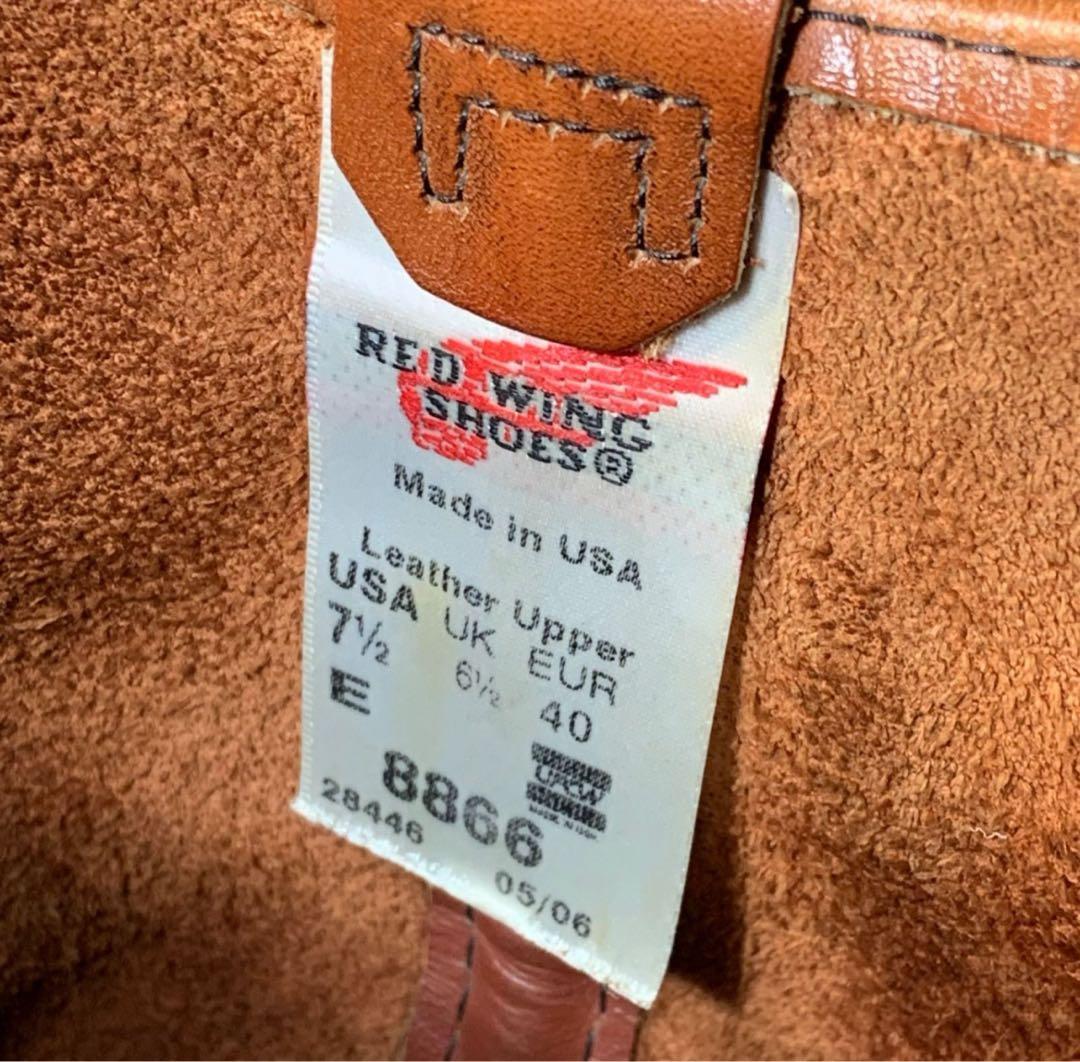 RED WING
SHOES®
Made in USA
Leather Upper
USA UK EUR
7½ 6½ 40
E
8866
28446 05/06